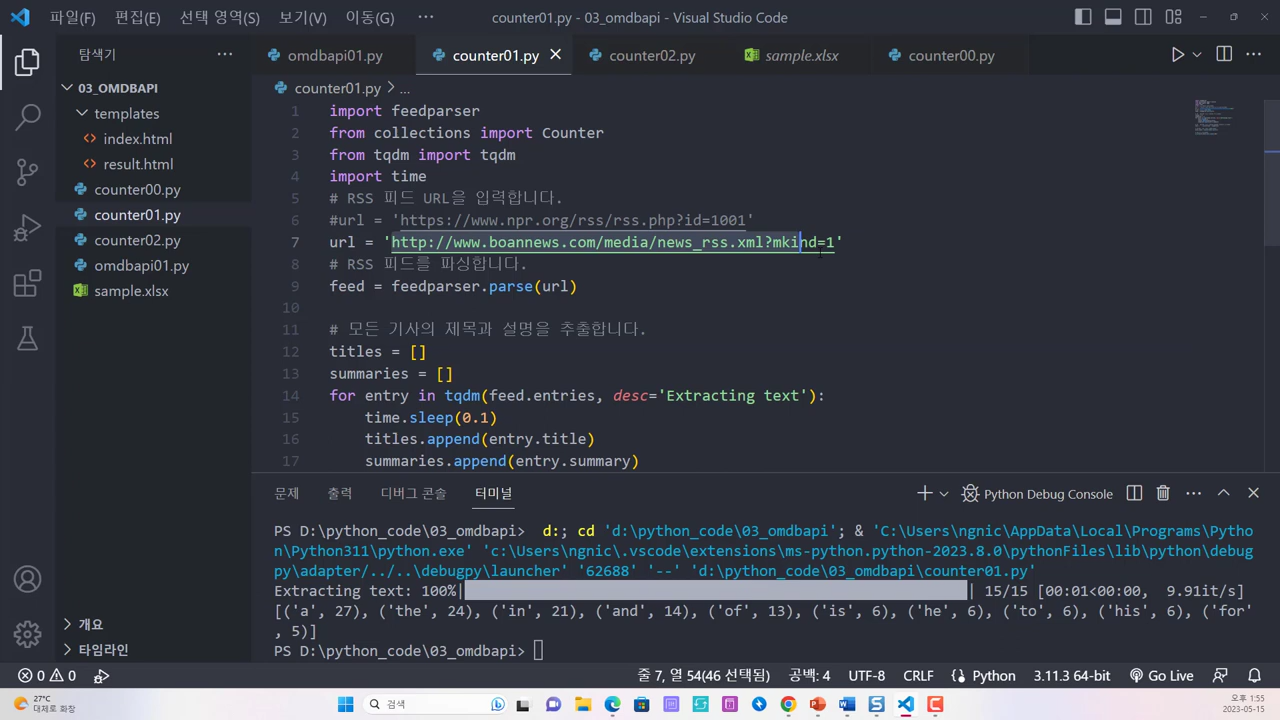 파일(F) 편집(E) 선택 영역(S) 보기(V) 이동(G) ··· counter01.py - 03_omdbapi - Visual Studio Code
탐색기 ···
omdbapi01.py counter01.py counter02.py sample.xlsx counter00.py
03_OMDBAPI
templates
index.html
result.html
counter00.py
counter01.py
counter02.py
omdbapi01.py
sample.xlsx
개요
타임라인
counter01.py > ...
1 import feedparser
2 from collections import Counter
3 from tqdm import tqdm
4 import time
5 # RSS 피드 URL을 입력합니다.
6 #url = 'https://www.npr.org/rss/rss.php?id=1001'
7 url = 'http://www.boannews.com/media/news_rss.xml?mkind=1'
8 # RSS 피드를 파싱합니다.
9 feed = feedparser.parse(url)
10
11 # 모든 기사의 제목과 설명을 추출합니다.
12 titles = []
13 summaries = []
14 for entry in tqdm(feed.entries, desc='Extracting text'):
15 time.sleep(0.1)
16 titles.append(entry.title)
17 summaries.append(entry.summary)
문제 출력 디버그 콘솔 터미널 Python Debug Console
PS D:\python_code\03_omdbapi> d:; cd 'd:\python_code\03_omdbapi'; & 'C:\Users\ngnic\AppData\Local\Programs\Pytho
n\Python311\python.exe' 'c:\Users\ngnic\.vscode\extensions\ms-python.python-2023.8.0\pythonFiles\lib\python\debug
py\adapter/../..\debugpy\launcher' '62688' '--' 'd:\python_code\03_omdbapi\counter01.py'
Extracting text: 100%| | 15/15 [00:01<00:00, 9.91it/s]
[('a', 27), ('the', 24), ('in', 21), ('and', 14), ('of', 13), ('is', 6), ('he', 6), ('to', 6), ('his', 6), ('for'
, 5)]
PS D:\python_code\03_omdbapi>
0 0 줄 7, 열 54(46 선택됨) 공백: 4 UTF-8 CRLF Python 3.11.3 64-bit Go Live
27°C
대체로 화창
검색
오후 1:55
2023-05-15